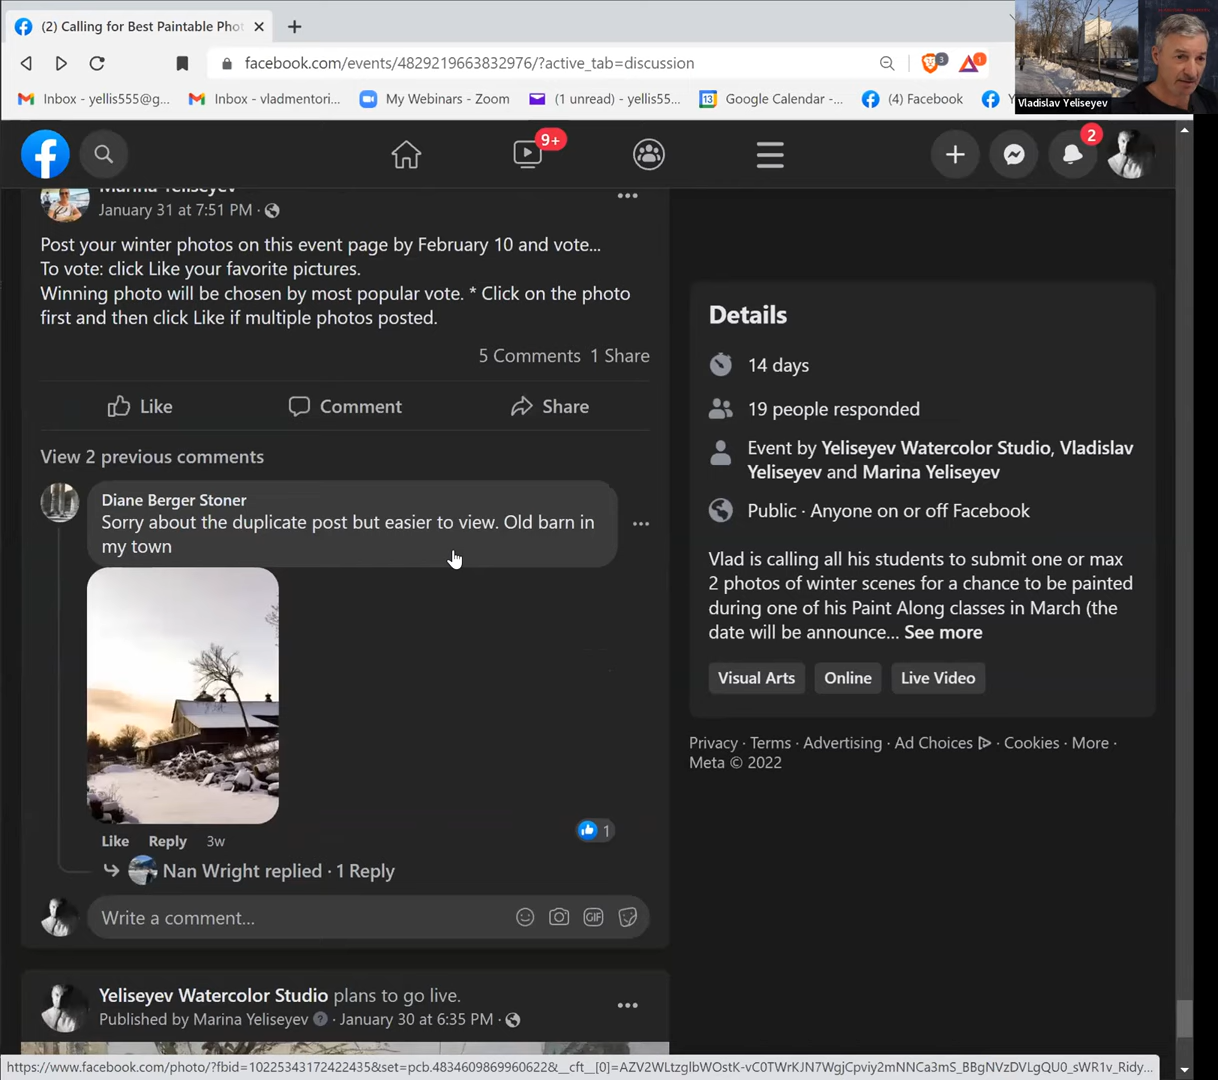 (2) Calling for Best Paintable Phot
facebook.com/events/4829219663832976/?active_tab=discussion
3
1
Inbox - yellis555@g...
Inbox - vladmentori...
My Webinars - Zoom
(1 unread) - yellis55...
13
Google Calendar -...
(4) Facebook
Vladislav Yeliseyev
9+
2
Marina Yeliseyev
January 31 at 7:51 PM ·
Post your winter photos on this event page by February 10 and vote...
To vote: click Like your favorite pictures.
Winning photo will be chosen by most popular vote. * Click on the photo
first and then click Like if multiple photos posted.
5 Comments 1 Share
Like
Comment
Share
View 2 previous comments
Diane Berger Stoner
Sorry about the duplicate post but easier to view. Old barn in
my town
Like Reply 3w
1
Nan Wright replied · 1 Reply
Write a comment...
GIF
Yeliseyev Watercolor Studio plans to go live.
Published by Marina Yeliseyev · January 30 at 6:35 PM ·
Details
14 days
19 people responded
Event by Yeliseyev Watercolor Studio, Vladislav
Yeliseyev and Marina Yeliseyev
Public · Anyone on or off Facebook
Vlad is calling all his students to submit one or max
2 photos of winter scenes for a chance to be painted
during one of his Paint Along classes in March (the
date will be announce... See more
Visual Arts
Online
Live Video
Privacy · Terms · Advertising · Ad Choices · Cookies · More ·
Meta © 2022